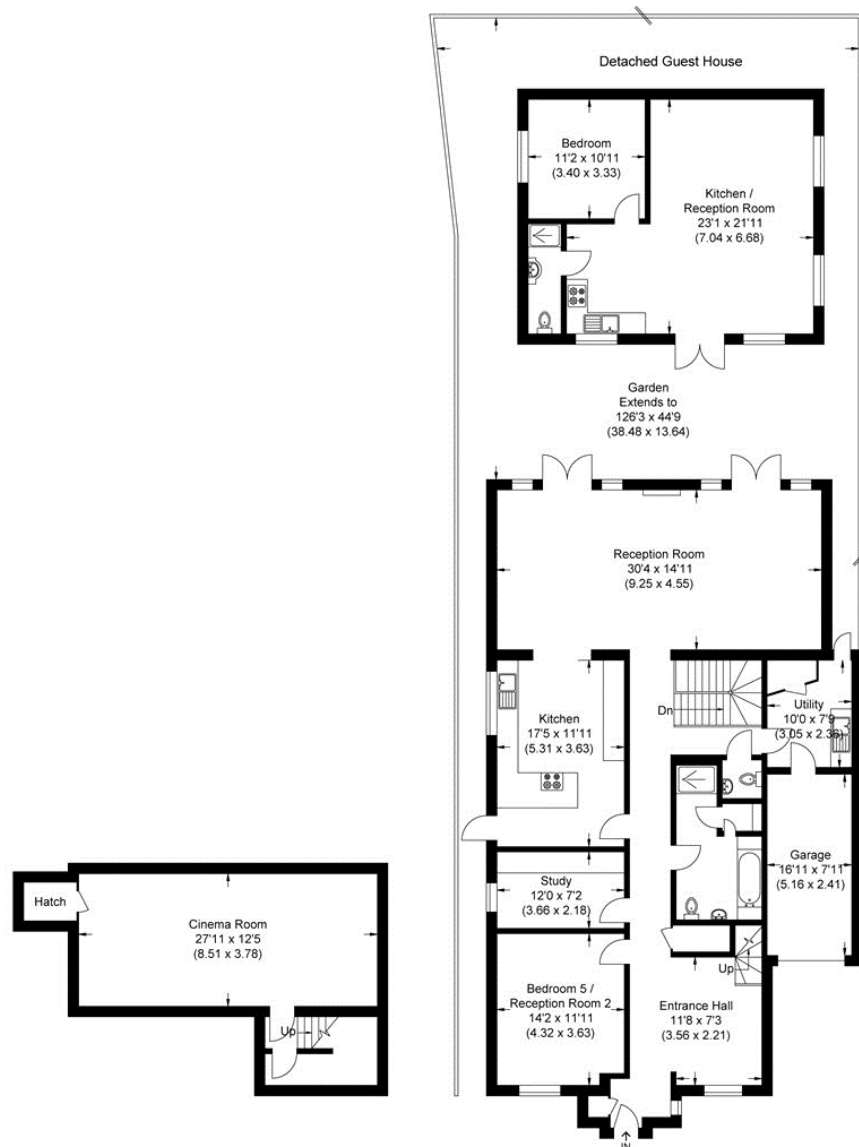 Detached Guest House
Bedroom
11'2 x 10'11
(3.40 x 3.33)
Kitchen /
Reception Room
23'1 x 21'11
(7.04 x 6.68)
Garden
Extends to
126'3 x 44'9
(38.48 x 13.64)
Reception Room
30'4 x 14'11
(9.25 x 4.55)
Dn
Utility
10'0 x 7'9
(3.05 x 2.36)
Kitchen
17'5 x 11'11
(5.31 x 3.63)
Garage
16'11 x 7'11
(5.16 x 2.41)
Study
12'0 x 7'2
(3.66 x 2.18)
Hatch
Cinema Room
27'11 x 12'5
(8.51 x 3.78)
Up
Up
Bedroom 5 /
Reception Room 2
14'2 x 11'11
(4.32 x 3.63)
Entrance Hall
11'8 x 7'3
(3.56 x 2.21)
IN